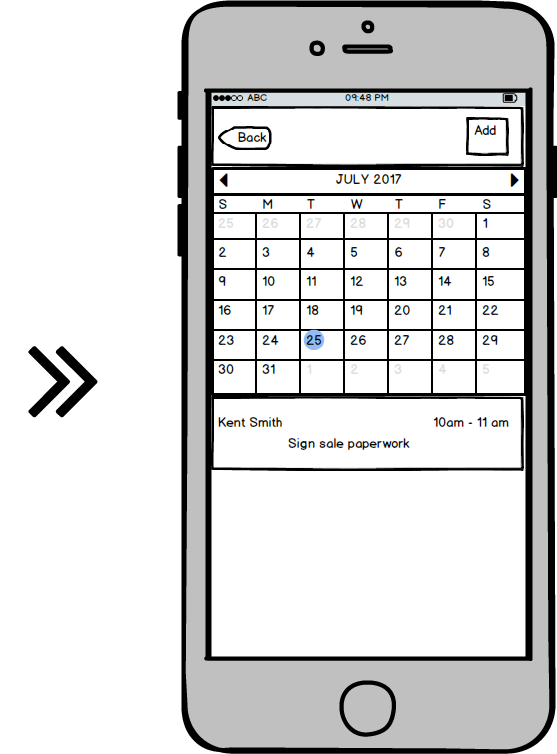 ABC 09:48 PM
Back Add
JULY 2017
S M T W T F S
25 26 27 28 29 30 1
2 3 4 5 6 7 8
9 10 11 12 13 14 15
16 17 18 19 20 21 22
23 24 25 26 27 28 29
30 31 1 2 3 4 5
Kent Smith 10am - 11 am
Sign sale paperwork